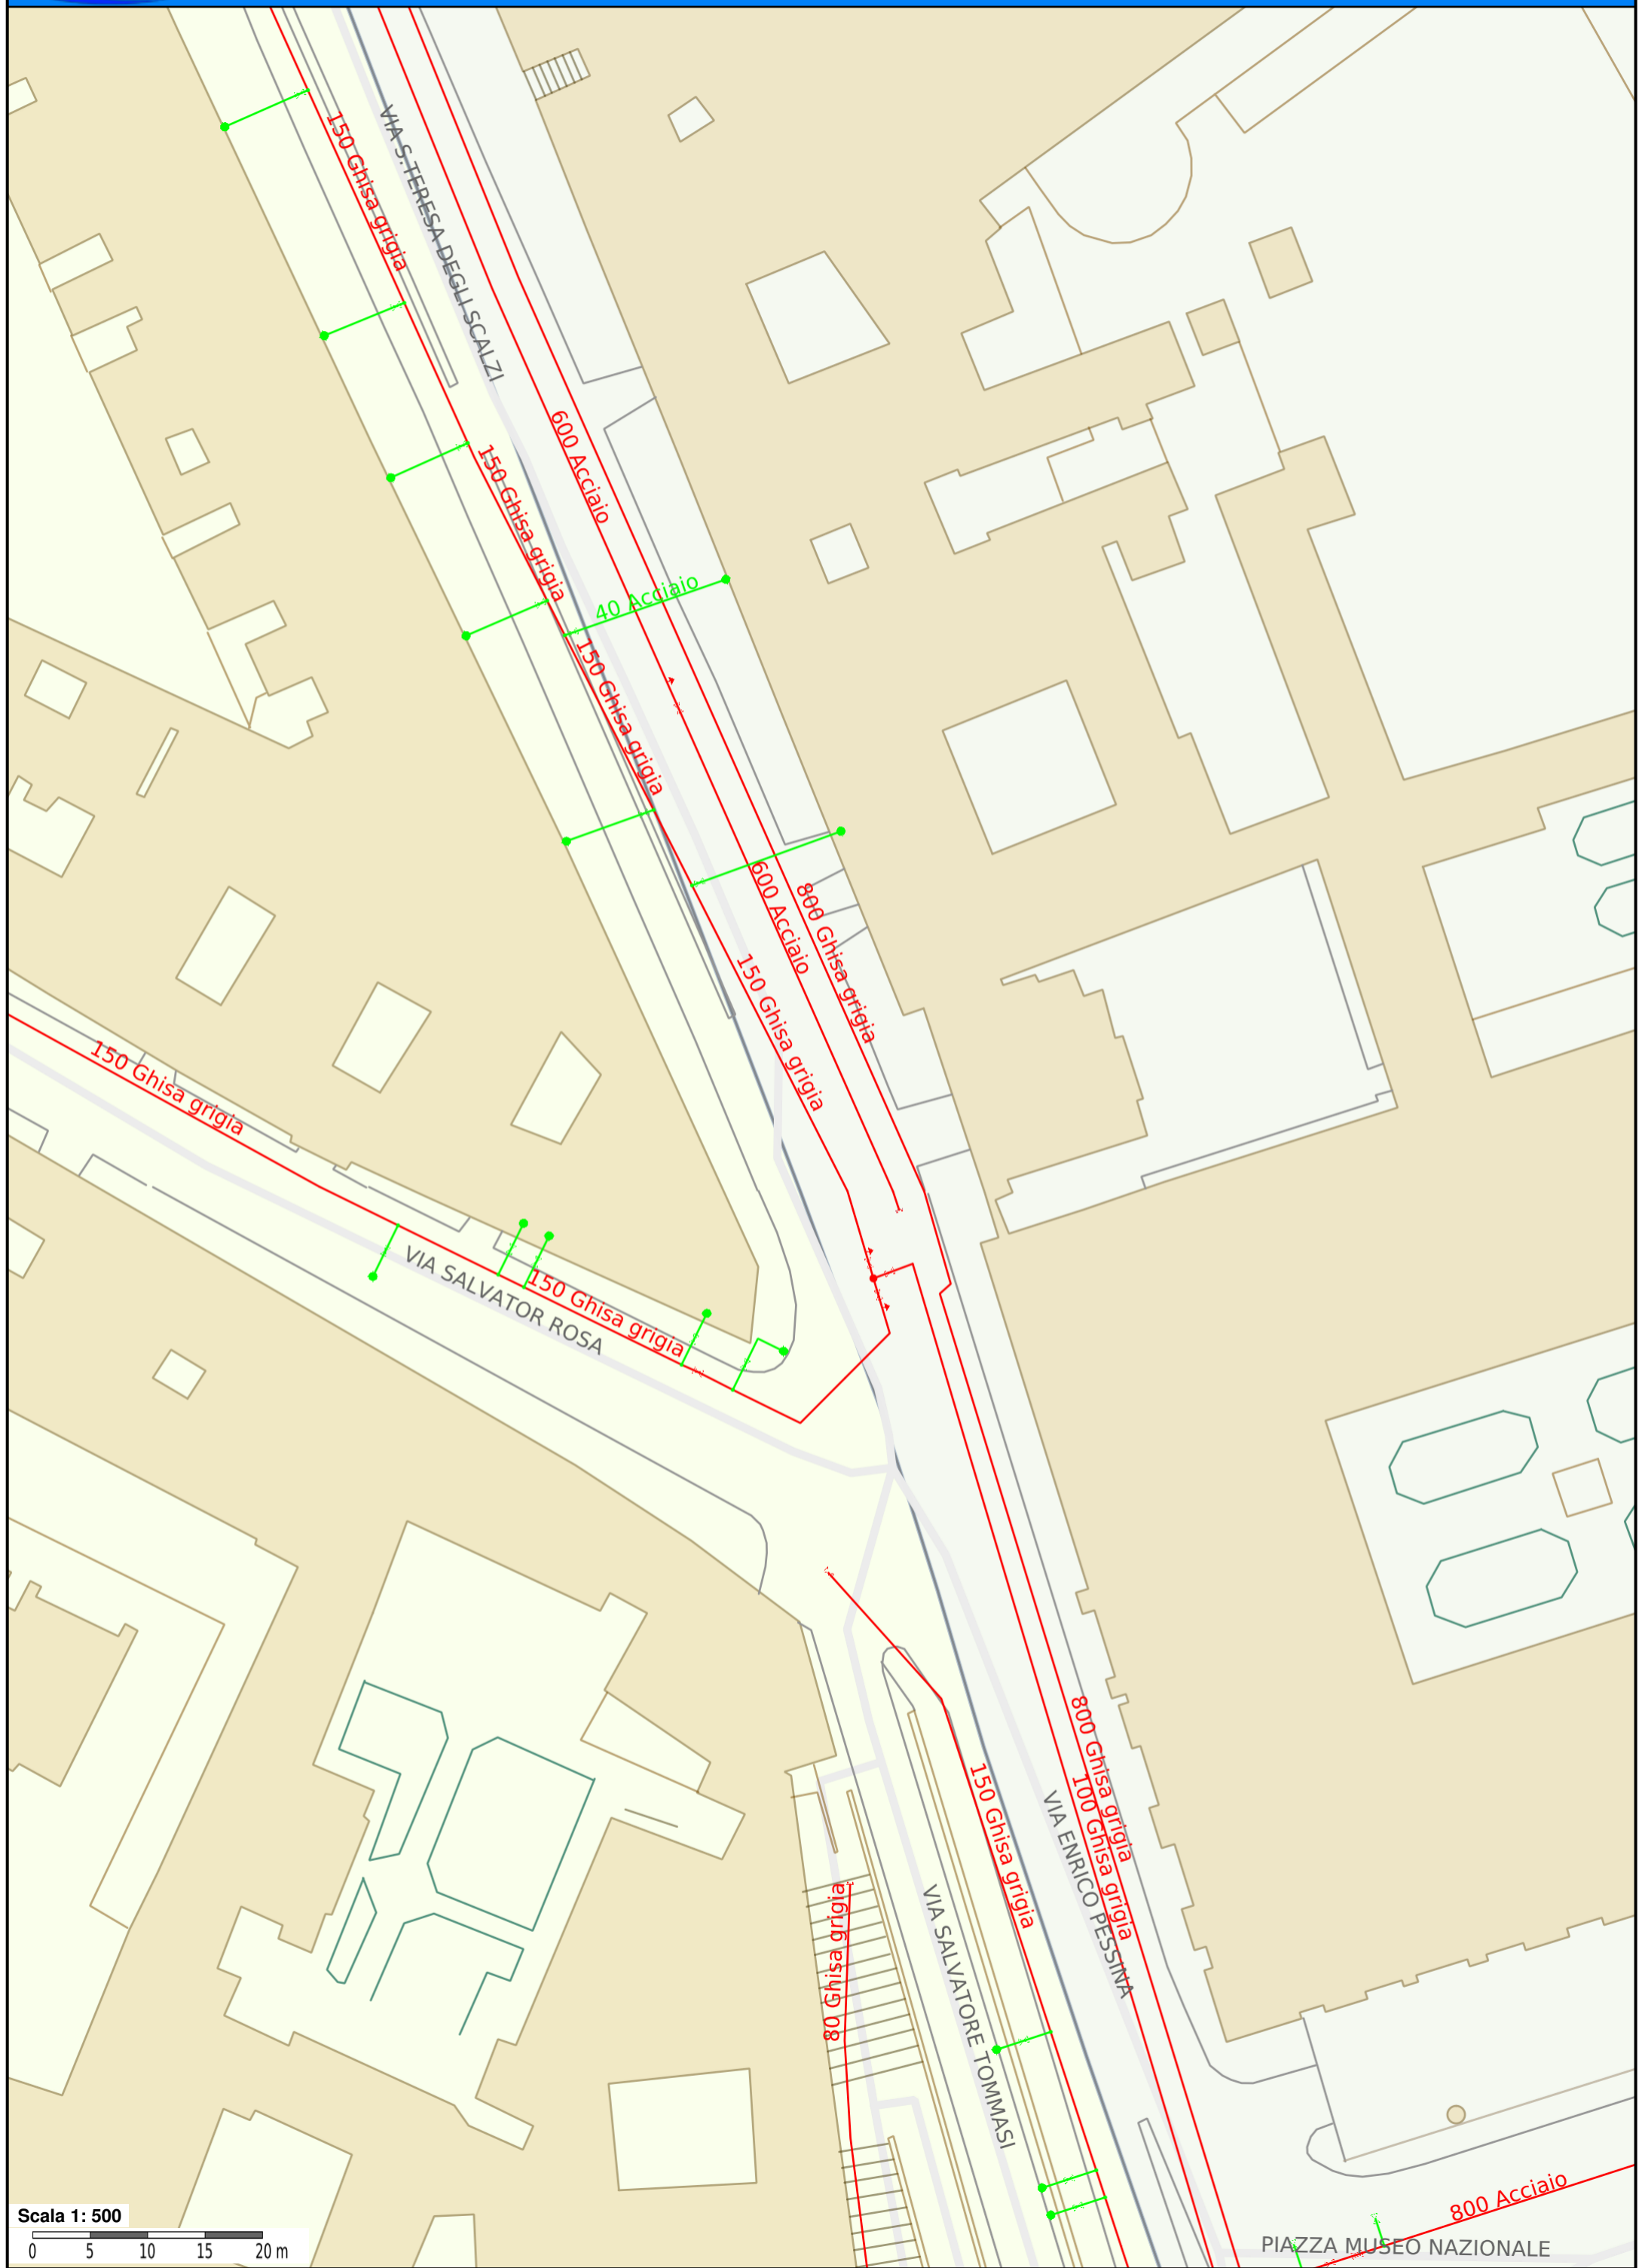 150 Ghisa grigia
VIA S.TERESA DEGLI SCALZI
600 Acciaio
150 Ghisa grigia
40 Acciaio
150 Ghisa grigia
600 Acciaio
800 Ghisa grigia
150 Ghisa grigia
150 Ghisa grigia
VIA SALVATOR ROSA
150 Ghisa grigia
800 Ghisa grigia
100 Ghisa grigia
150 Ghisa grigia
VIA ENRICO PESSINA
80 Ghisa grigia
VIA SALVATORE TOMMASI
800 Acciaio
PIAZZA MUSEO NAZIONALE
Scala 1: 500
0 5 10 15 20 m